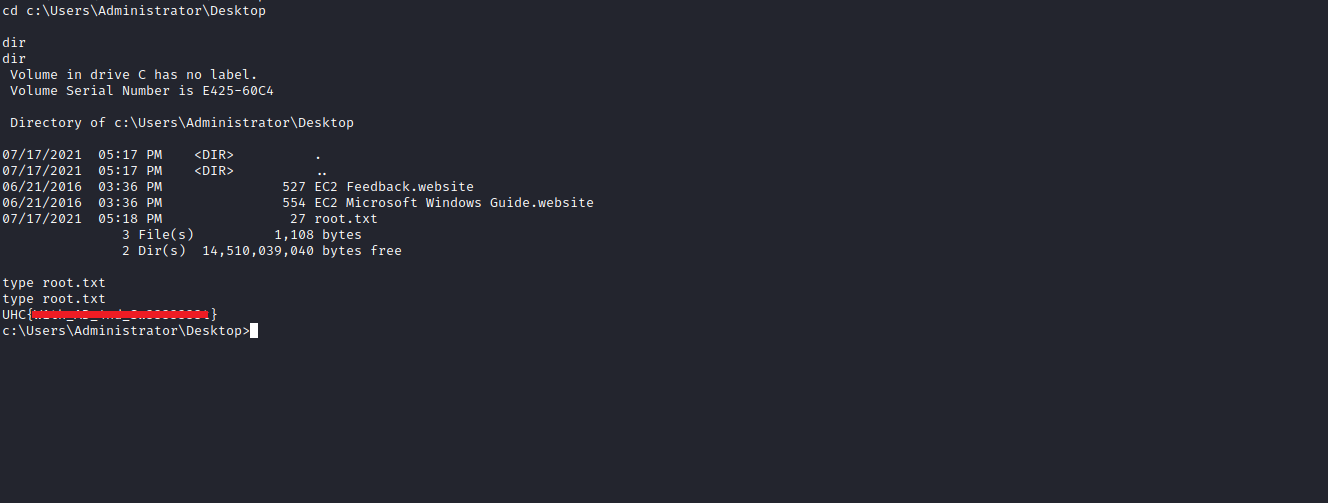 cd c:\Users\Administrator\Desktop
dir
dir
Volume in drive C has no label.
Volume Serial Number is E425-60C4
Directory of c:\Users\Administrator\Desktop
07/17/2021 05:17 PM <DIR> .
07/17/2021 05:17 PM <DIR> ..
06/21/2016 03:36 PM 527 EC2 Feedback.website
06/21/2016 03:36 PM 554 EC2 Microsoft Windows Guide.website
07/17/2021 05:18 PM 27 root.txt
3 File(s) 1,108 bytes
2 Dir(s) 14,510,039,040 bytes free
type root.txt
type root.txt
UHC{ }
c:\Users\Administrator\Desktop>